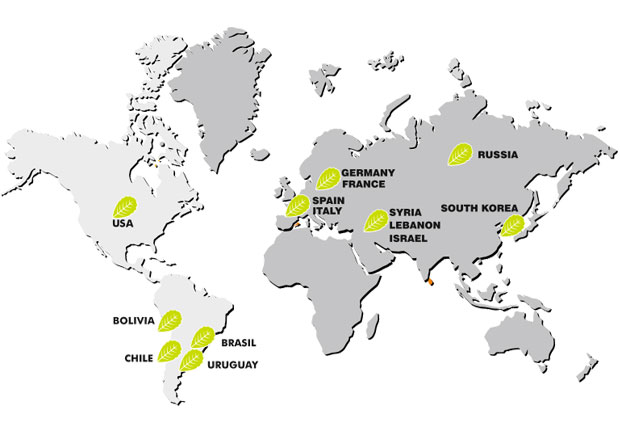 RUSSIA
GERMANY
FRANCE
SPAIN
ITALY
SYRIA
LEBANON
ISRAEL
SOUTH KOREA
USA
BOLIVIA
BRASIL
CHILE
URUGUAY